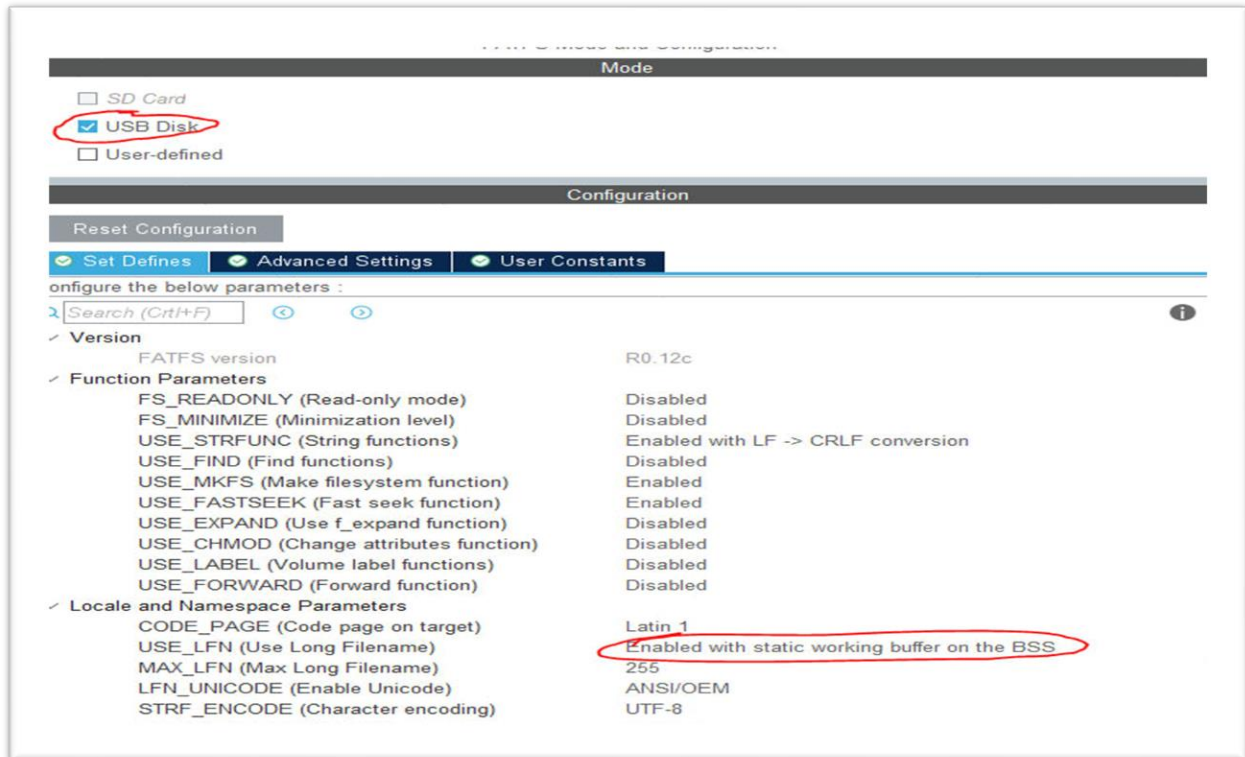 Mode
SD Card
USB Disk
User-defined
Configuration
Reset Configuration
Set Defines Advanced Settings User Constants
onfigure the below parameters :
Search (CrtI+F)
Version
FATFS version R0.12c
Function Parameters
FS_READONLY (Read-only mode) Disabled
FS_MINIMIZE (Minimization level) Disabled
USE_STRFUNC (String functions) Enabled with LF -> CRLF conversion
USE_FIND (Find functions) Disabled
USE_MKFS (Make filesystem function) Enabled
USE_FASTSEEK (Fast seek function) Enabled
USE_EXPAND (Use f_expand function) Disabled
USE_CHMOD (Change attributes function) Disabled
USE_LABEL (Volume label functions) Disabled
USE_FORWARD (Forward function) Disabled
Locale and Namespace Parameters
CODE_PAGE (Code page on target) Latin 1
USE_LFN (Use Long Filename) Enabled with static working buffer on the BSS
MAX_LFN (Max Long Filename) 255
LFN_UNICODE (Enable Unicode) ANSI/OEM
STRF_ENCODE (Character encoding) UTF-8